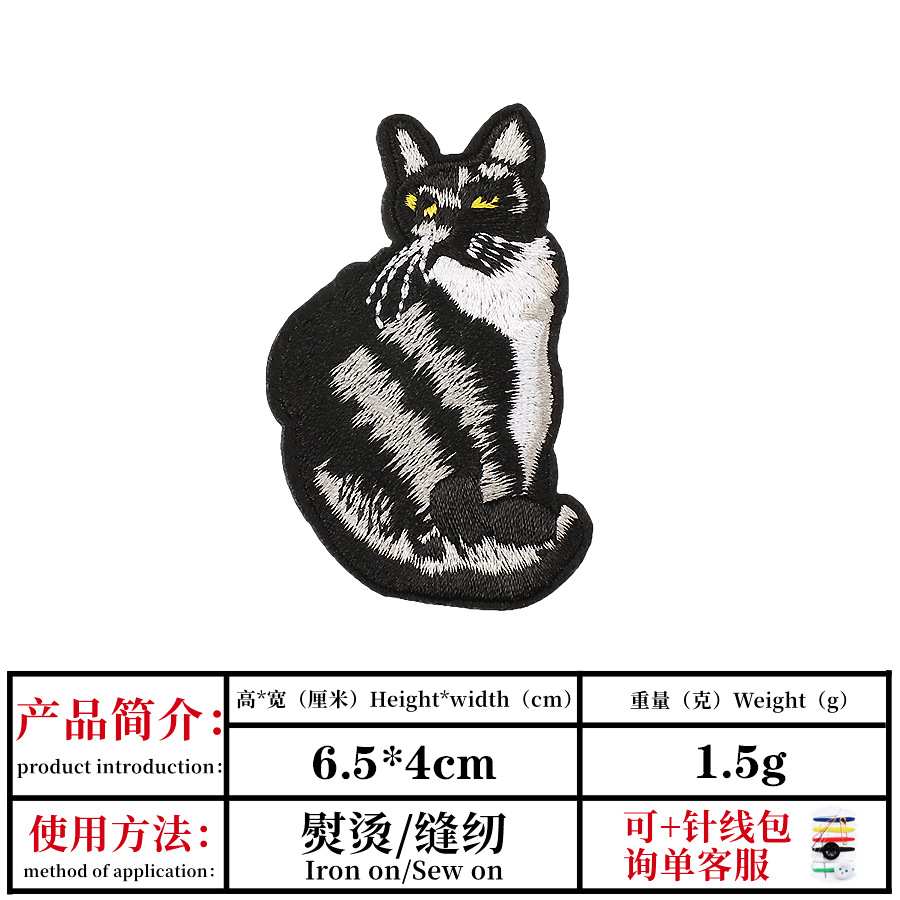 产品简介：
product introduction：
高*宽（厘米）Height*width（cm）
6.5*4cm
重量（克）Weight（g）
1.5g
使用方法：
method of application：
熨烫/缝纫
Iron on/Sew on
可+针线包
询单客服